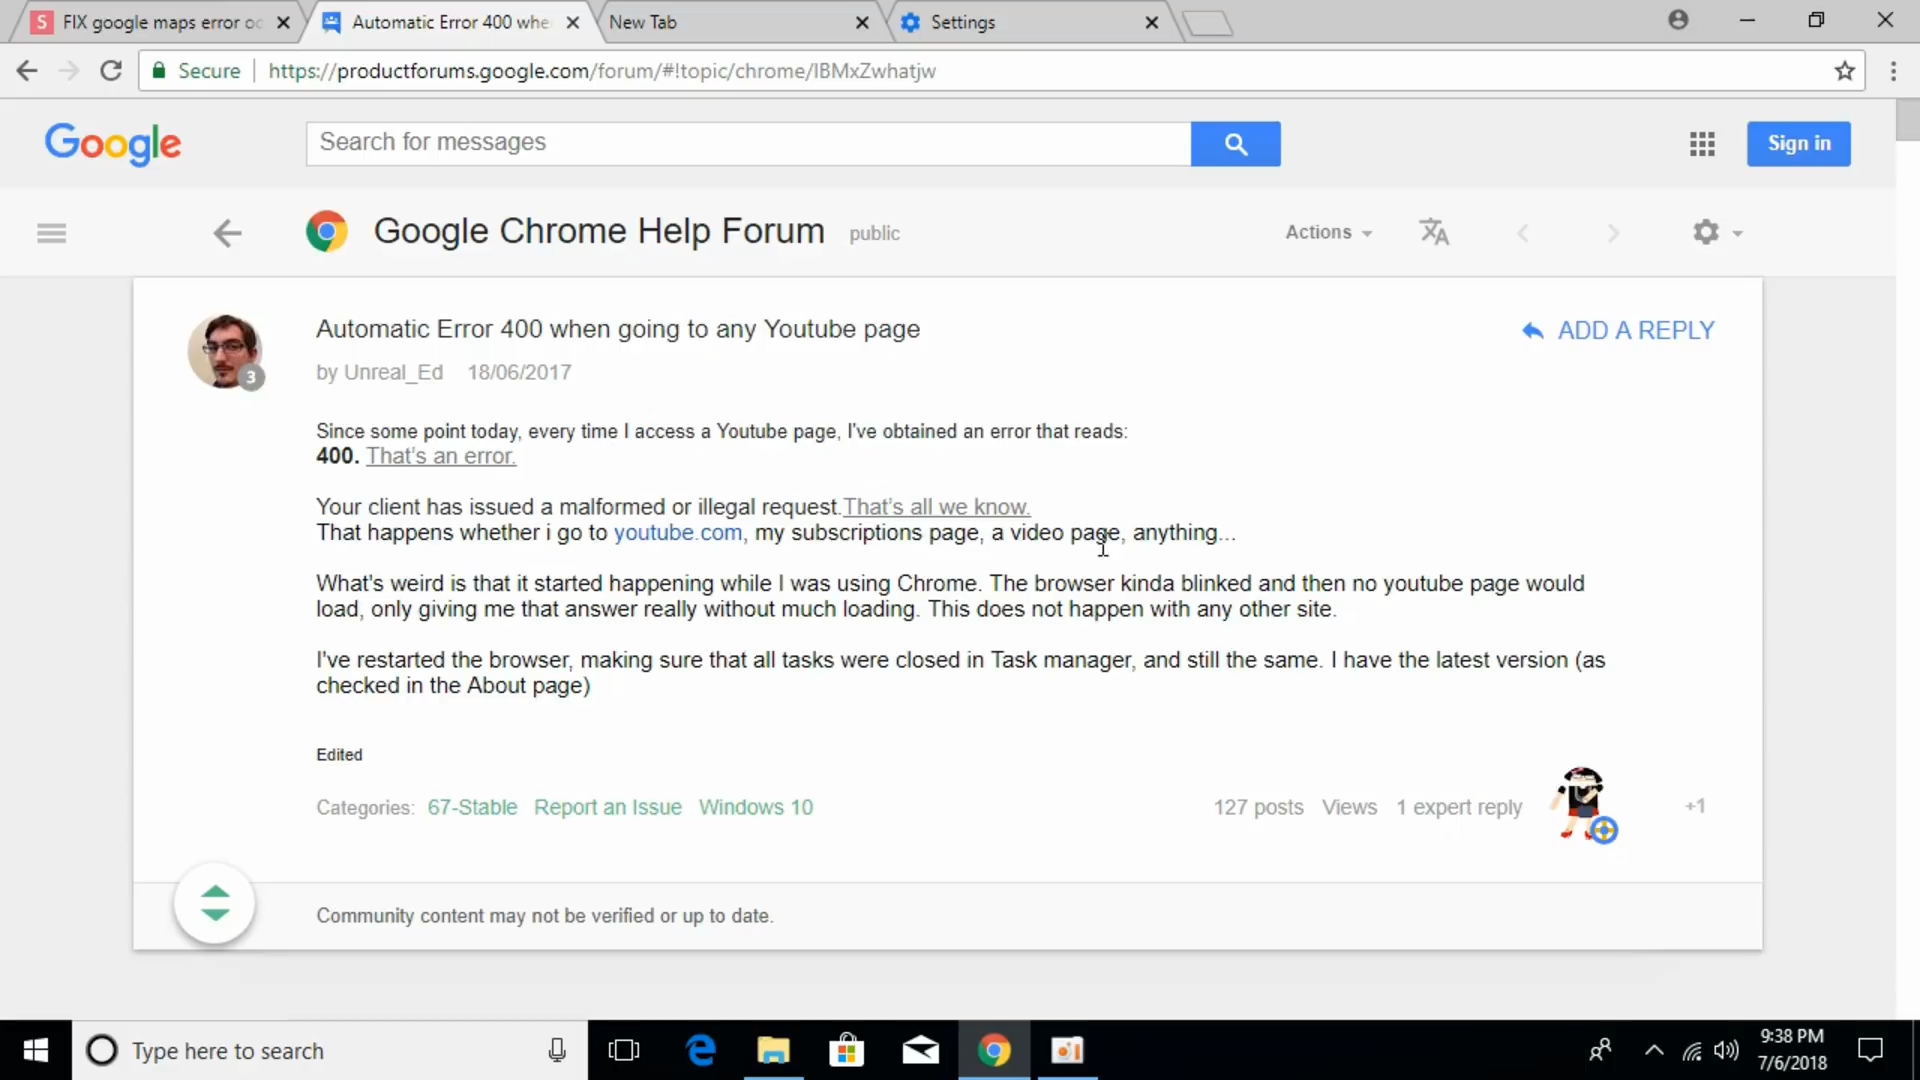 FIX google maps error oc
Automatic Error 400 whe
New Tab
Settings
Secure
https://productforums.google.com/forum/#!topic/chrome/IBMxZwhatjw
Google
Search for messages
Sign in
Google Chrome Help Forum public
Actions
Automatic Error 400 when going to any Youtube page
ADD A REPLY
3
by Unreal_Ed 18/06/2017
Since some point today, every time I access a Youtube page, I've obtained an error that reads:
400. That's an error.
Your client has issued a malformed or illegal request.That's all we know.
That happens whether i go to youtube.com, my subscriptions page, a video page, anything...
What's weird is that it started happening while I was using Chrome. The browser kinda blinked and then no youtube page would
load, only giving me that answer really without much loading. This does not happen with any other site.
I've restarted the browser, making sure that all tasks were closed in Task manager, and still the same. I have the latest version (as
checked in the About page)
Edited
Categories: 67-Stable Report an Issue Windows 10
127 posts Views 1 expert reply
+1
Community content may not be verified or up to date.
Type here to search
9:38 PM
7/6/2018